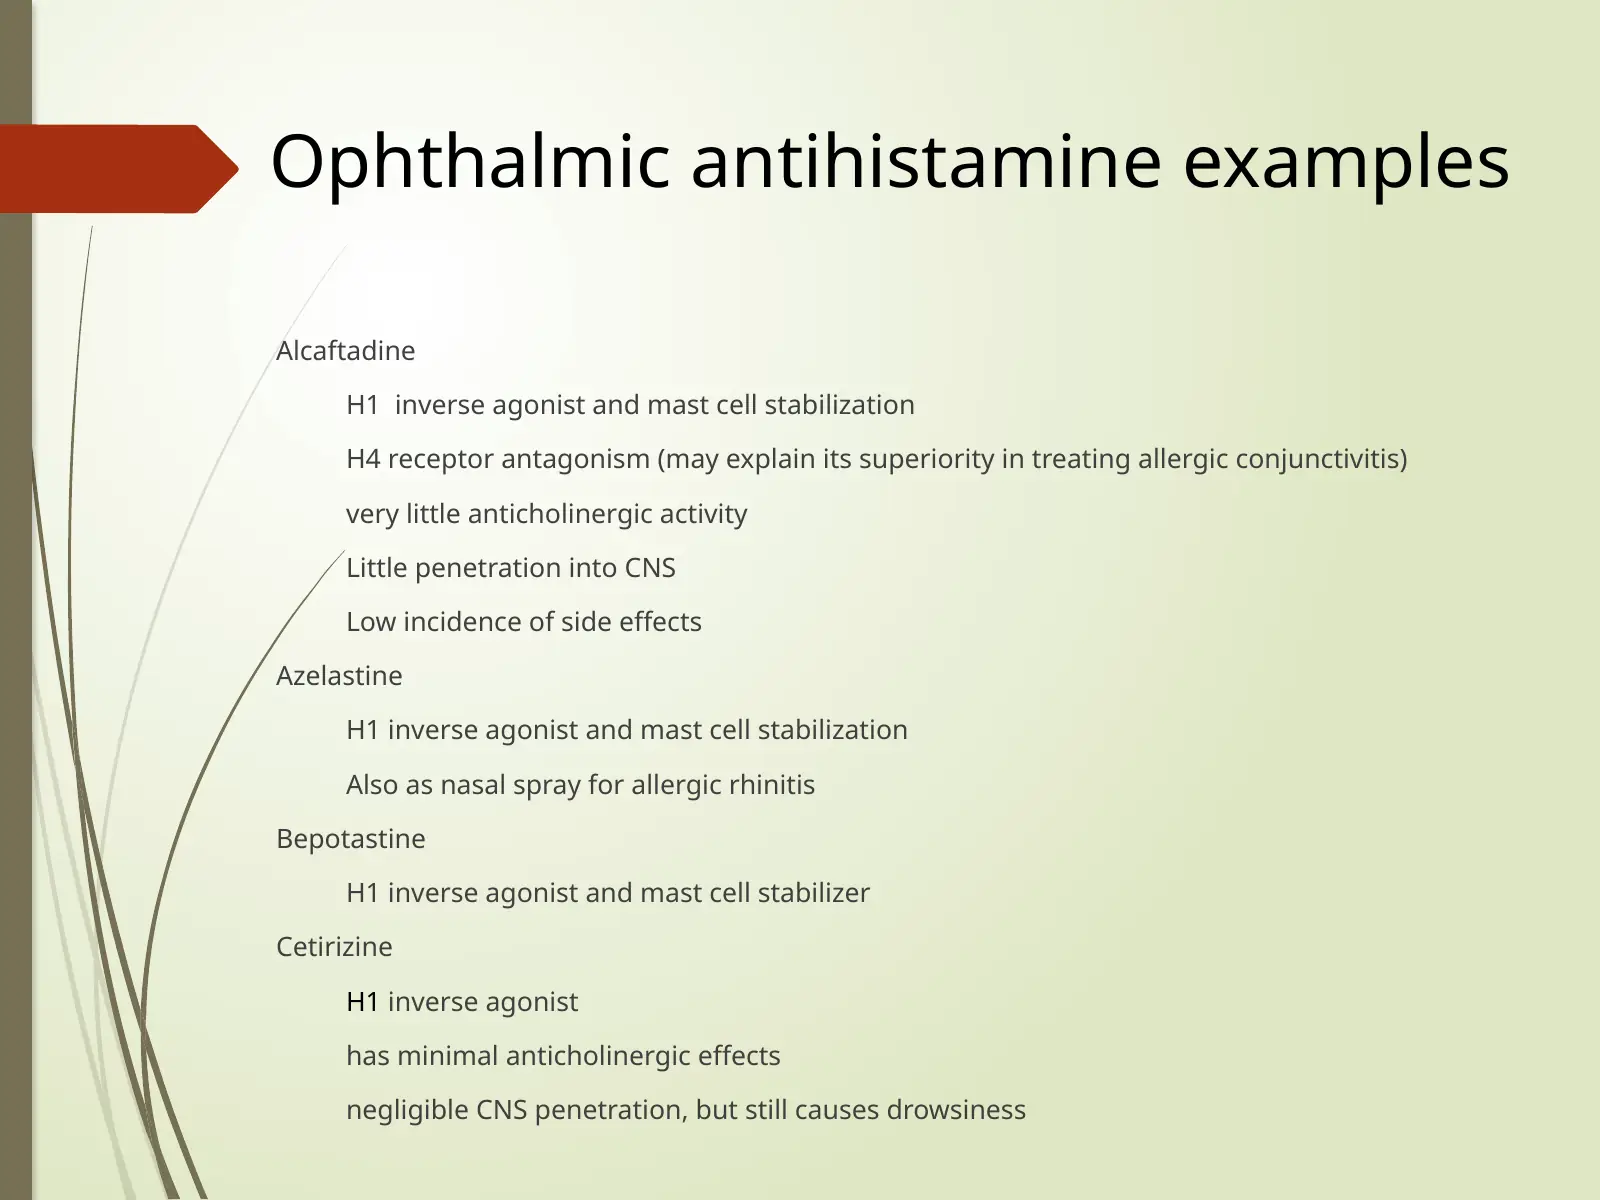 Ophthalmic antihistamine examples
Alcaftadine
H1  inverse agonist and mast cell stabilization
H4 receptor antagonism (may explain its superiority in treating allergic conjunctivitis)
very little anticholinergic activity
Little penetration into CNS
Low incidence of side effects
Azelastine
H1 inverse agonist and mast cell stabilization
Also as nasal spray for allergic rhinitis
Bepotastine
H1 inverse agonist and mast cell stabilizer
Cetirizine
H1 inverse agonist
has minimal anticholinergic effects
negligible CNS penetration, but still causes drowsiness